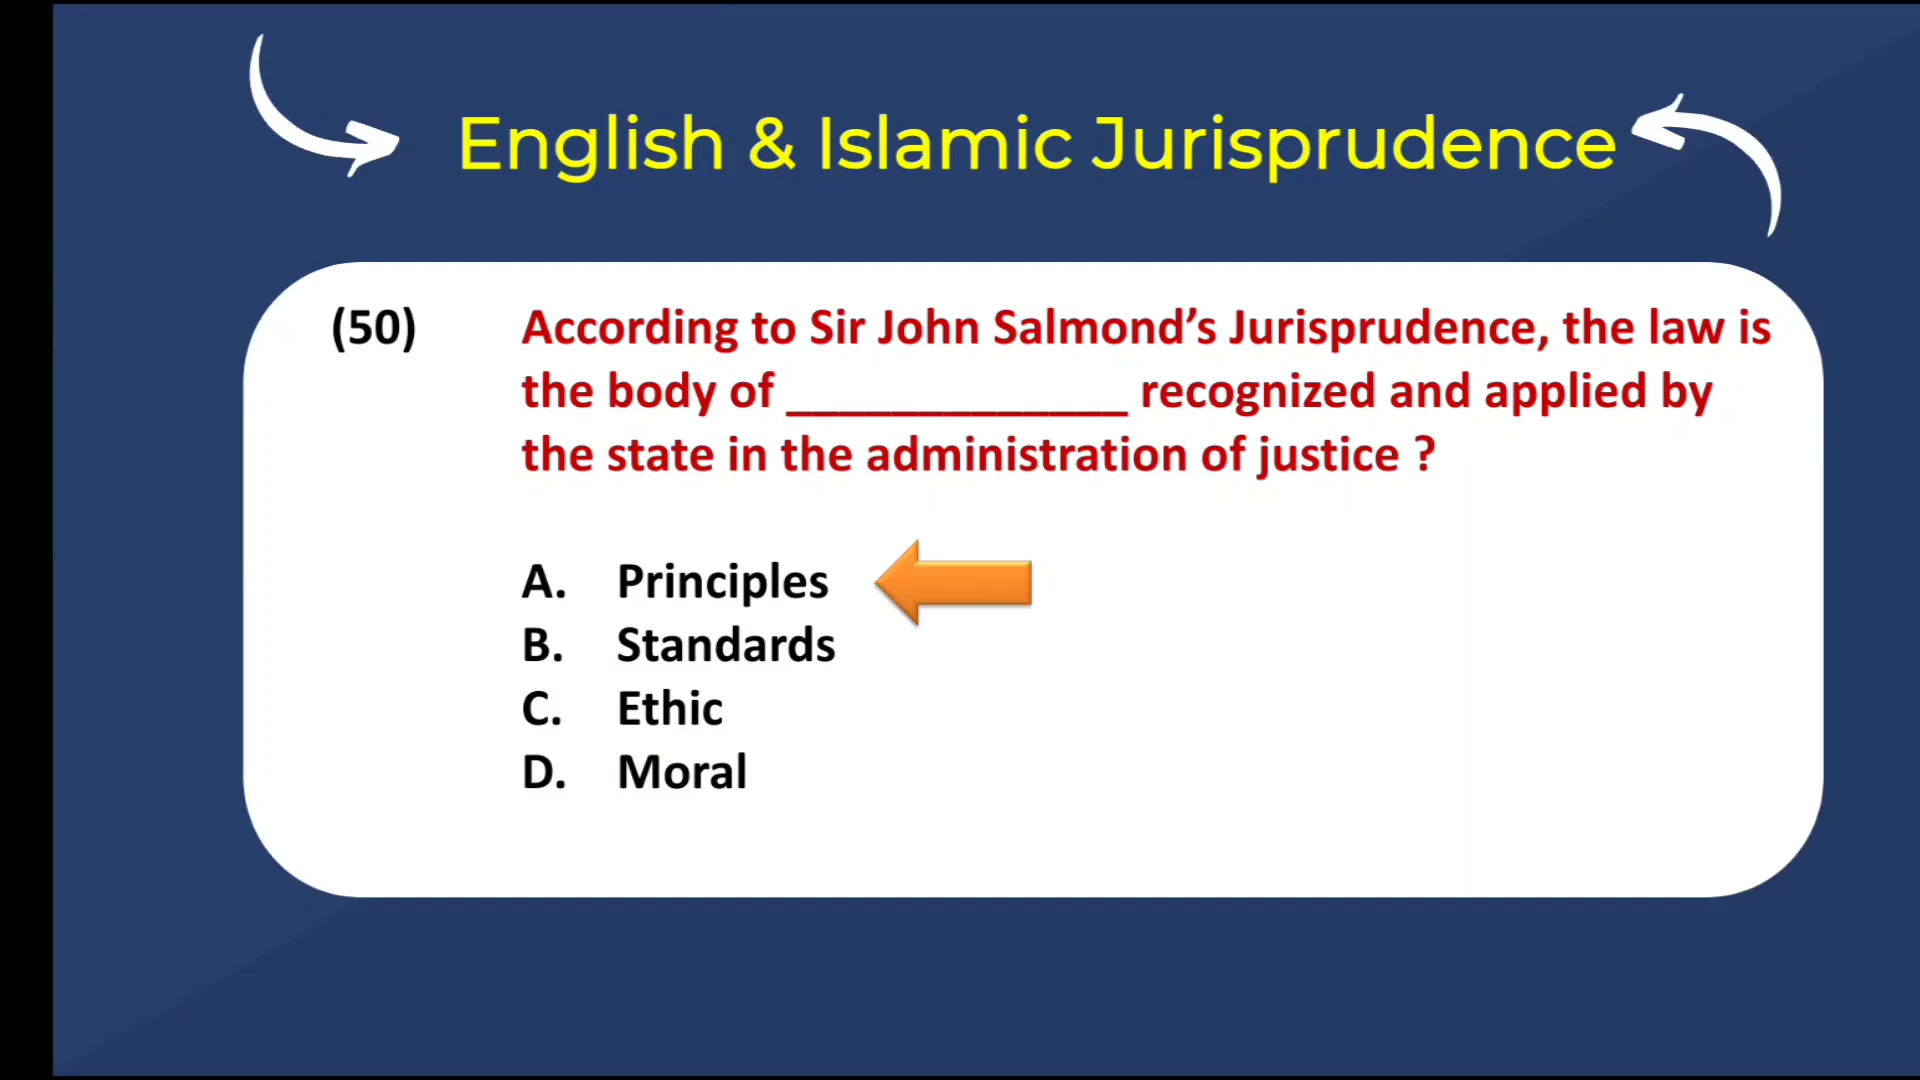 English & Islamic Jurisprudence
(50) According to Sir John Salmond’s Jurisprudence, the law is
the body of _____________ recognized and applied by
the state in the administration of justice ?
A. Principles
B. Standards
C. Ethic
D. Moral